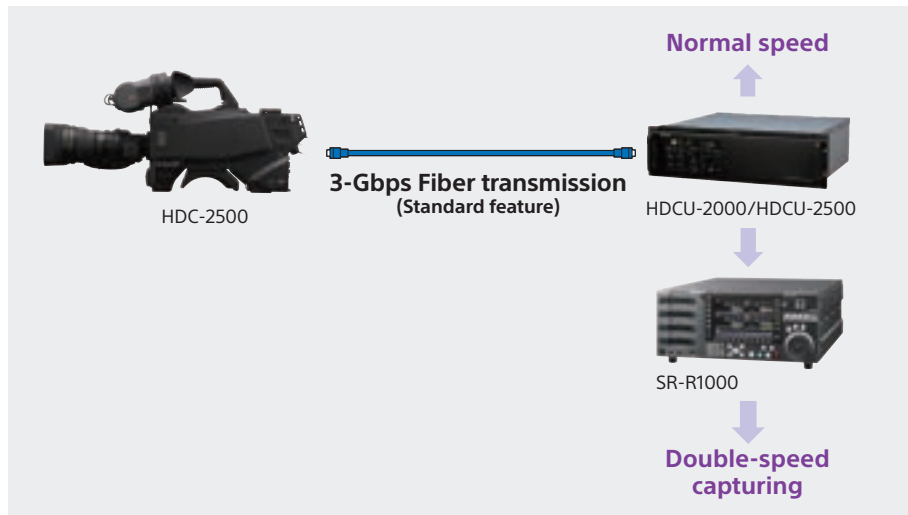 Normal speed
3-Gbps Fiber transmission
(Standard feature)
HDC-2500
HDCU-2000/HDCU-2500
SR-R1000
Double-speed
capturing